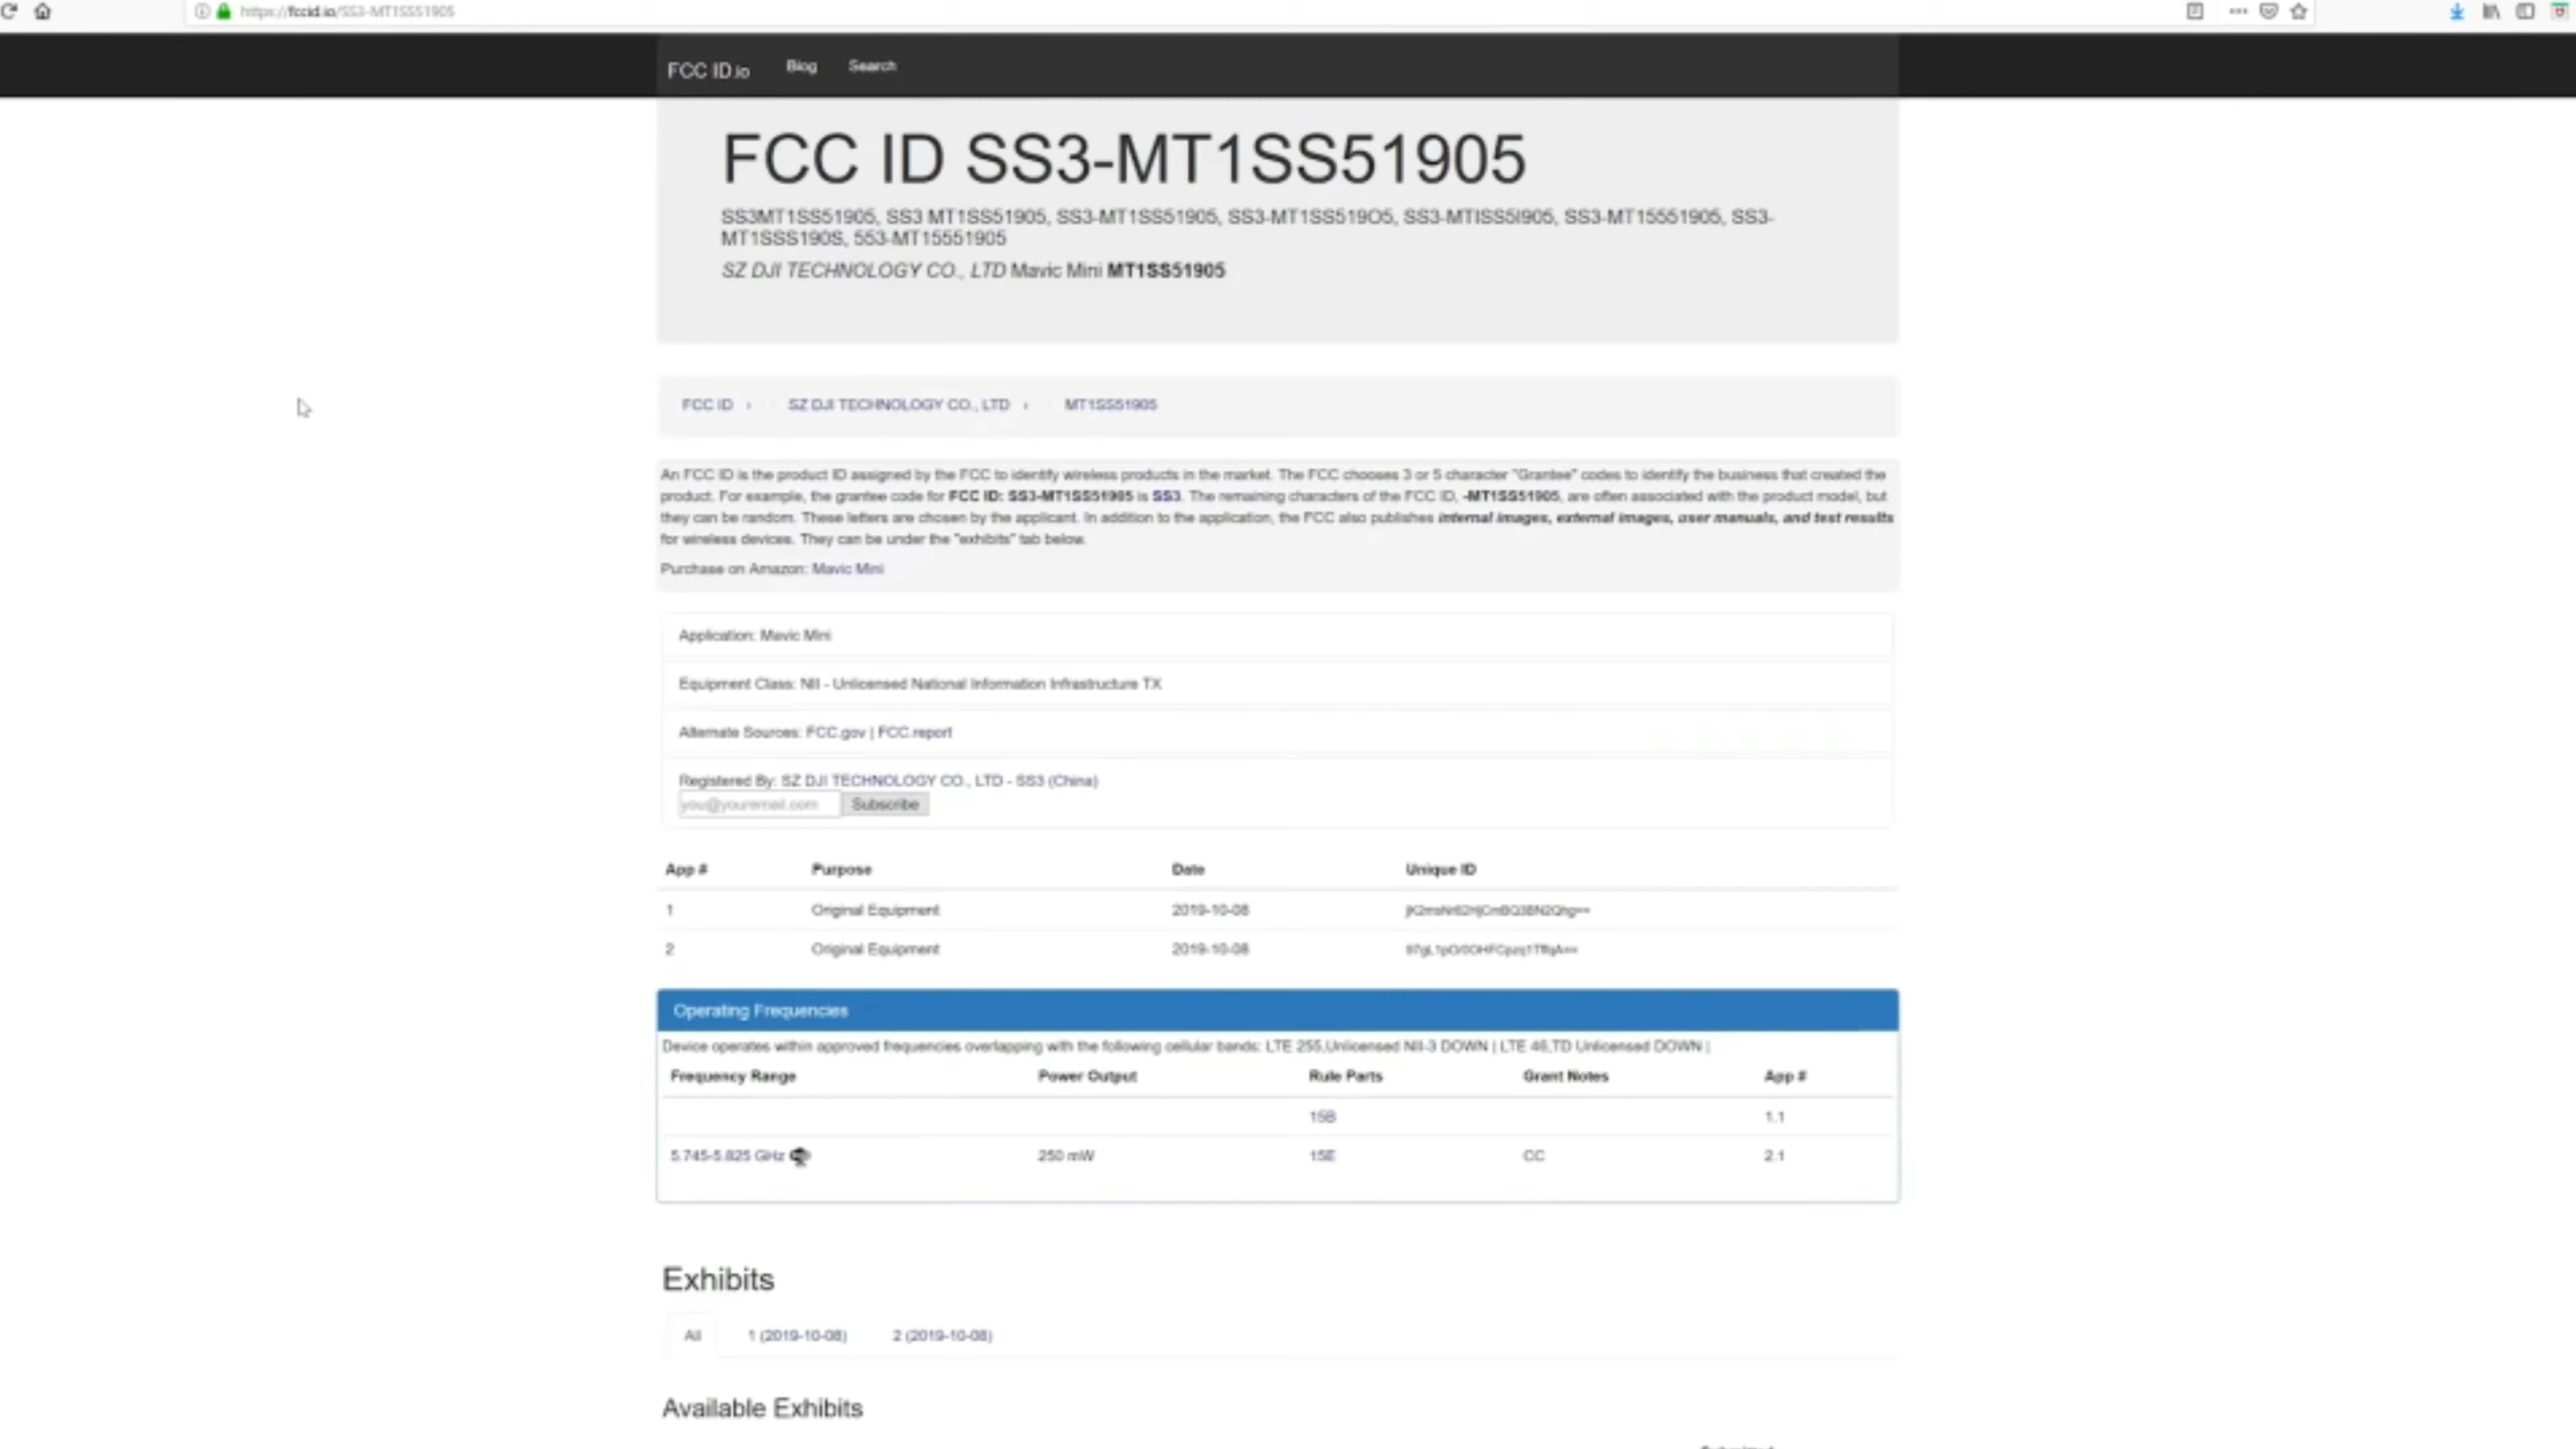 https://fccid.io/SS3-MT1SS51905
FCC ID.io Blog Search
FCC ID SS3-MT1SS51905
SS3MT1SS51905, SS3 MT1SS51905, SS3-MT1SS51905, SS3-MT1SS519O5, SS3-MTISS5I905, SS3-MT15551905, SS3-
MT1SSS190S, 553-MT15551905
SZ DJI TECHNOLOGY CO., LTD Mavic Mini MT1SS51905
FCC ID › SZ DJI TECHNOLOGY CO., LTD › MT1SS51905
An FCC ID is the product ID assigned by the FCC to identify wireless products in the market. The FCC chooses 3 or 5 character "Grantee" codes to identify the business that created the
product. For example, the grantee code for FCC ID: SS3-MT1SS51905 is SS3. The remaining characters of the FCC ID, -MT1SS51905, are often associated with the product model, but
they can be random. These letters are chosen by the applicant. In addition to the application, the FCC also publishes internal images, external images, user manuals, and test results
for wireless devices. They can be under the "exhibits" tab below.
Purchase on Amazon: Mavic Mini
Application: Mavic Mini
Equipment Class: NII - Unlicensed National Information Infrastructure TX
Alternate Sources: FCC.gov | FCC.report
Registered By: SZ DJI TECHNOLOGY CO., LTD - SS3 (China)
you@youremail.com Subscribe
App # Purpose Date Unique ID
1 Original Equipment 2019-10-08
2 Original Equipment 2019-10-08
Operating Frequencies
Device operates within approved frequencies overlapping with the following cellular bands: LTE 255,Unlicensed NII-3 DOWN | LTE 46,TD Unlicensed DOWN |
Frequency Range Power Output Rule Parts Grant Notes App #
15B 1.1
5.745-5.825 GHz 250 mW 15E CC 2.1
Exhibits
All 1 (2019-10-08) 2 (2019-10-08)
Available Exhibits